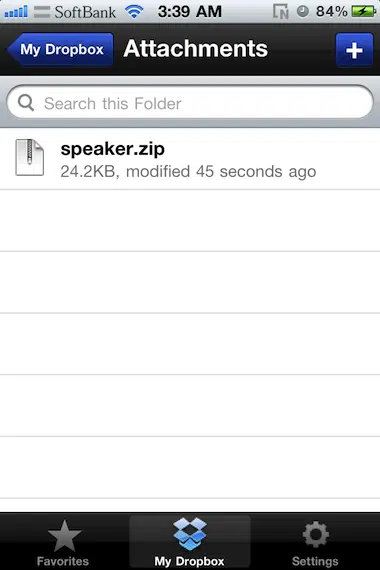 SoftBank 3:39 AM 84%
My Dropbox Attachments +
Search this Folder
speaker.zip
24.2KB, modified 45 seconds ago
Favorites My Dropbox Settings